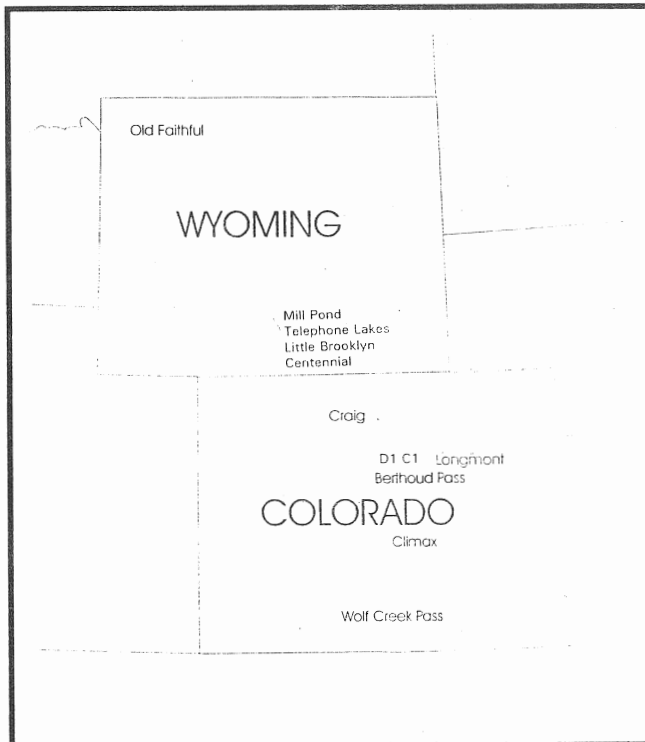 Old Faithful
WYOMING
Mill Pond
Telephone Lakes
Little Brooklyn
Centennial
Craig
D1 C1 Longmont
Berthoud Pass
COLORADO
Climax
Wolf Creek Pass